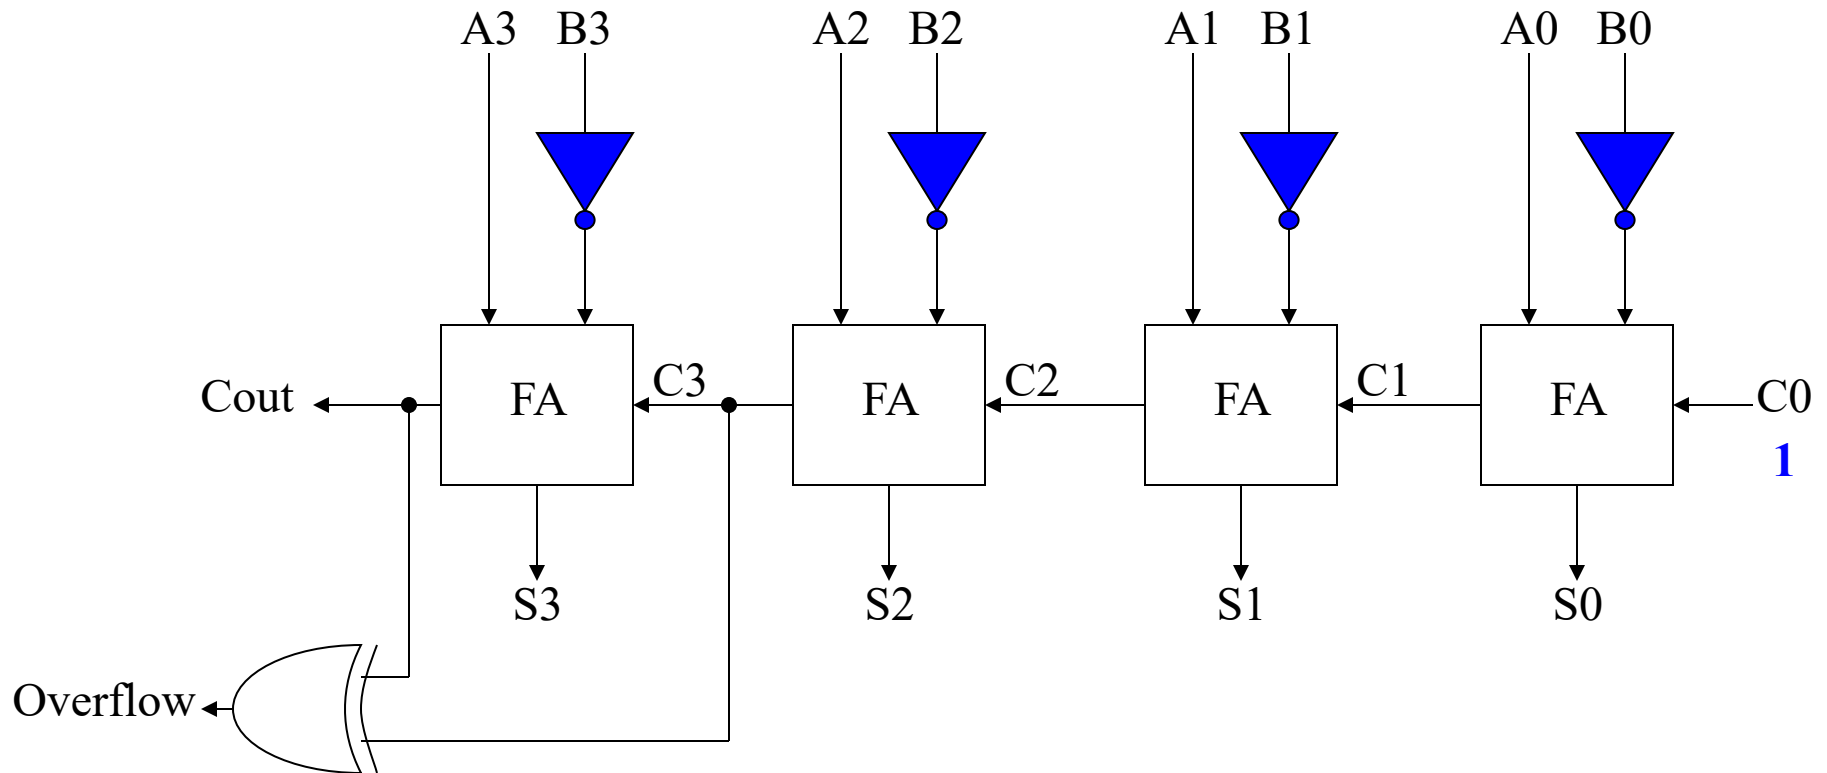 A3 B3 A2 B2 A1 B1 A0 B0
Cout FA C3 FA C2 FA C1 FA C0
1
S3 S2 S1 S0
Overflow